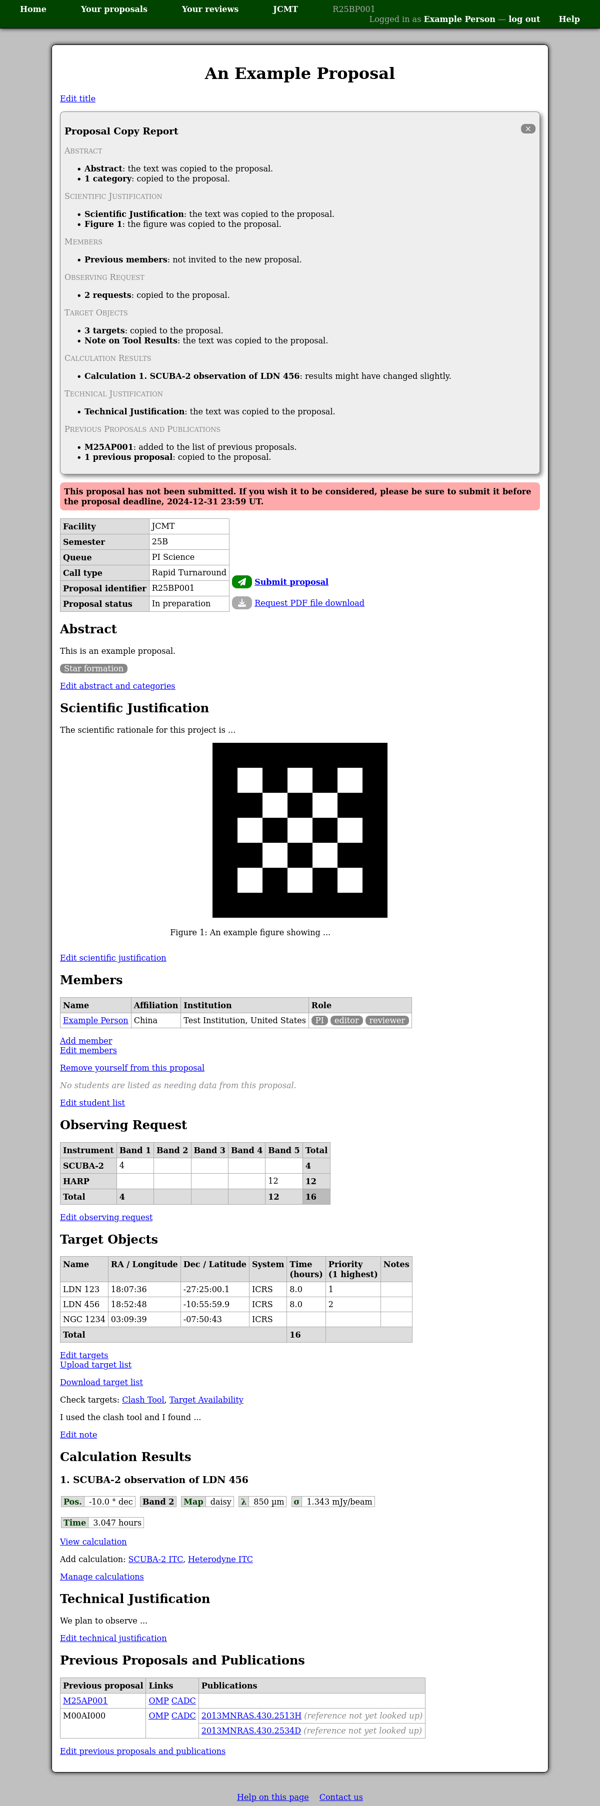 Home Your proposals Your reviews JCMT R25BP001
Logged in as Example Person — log out Help
An Example Proposal
Edit title
Proposal Copy Report
×
Abstract
• Abstract: the text was copied to the proposal.
• 1 category: copied to the proposal.
Scientific Justification
• Scientific Justification: the text was copied to the proposal.
• Figure 1: the figure was copied to the proposal.
Members
• Previous members: not invited to the new proposal.
Observing Request
• 2 requests: copied to the proposal.
Target Objects
• 3 targets: copied to the proposal.
• Note on Tool Results: the text was copied to the proposal.
Calculation Results
• Calculation 1. SCUBA-2 observation of LDN 456: results might have changed slightly.
Technical Justification
• Technical Justification: the text was copied to the proposal.
Previous Proposals and Publications
• M25AP001: added to the list of previous proposals.
• 1 previous proposal: copied to the proposal.
This proposal has not been submitted. If you wish it to be considered, please be sure to submit it before
the proposal deadline, 2024-12-31 23:59 UT.
Facility JCMT
Semester 25B
Queue PI Science
Call type Rapid Turnaround
Proposal identifier R25BP001
Proposal status In preparation
Submit proposal
Request PDF file download
Abstract
This is an example proposal.
Star formation
Edit abstract and categories
Scientific Justification
The scientific rationale for this project is ...
Figure 1: An example figure showing ...
Edit scientific justification
Members
Name Affiliation Institution Role
Example Person China Test Institution, United States PI editor reviewer
Add member
Edit members
Remove yourself from this proposal
No students are listed as needing data from this proposal.
Edit student list
Observing Request
Instrument Band 1 Band 2 Band 3 Band 4 Band 5 Total
SCUBA-2 4 4
HARP 12 12
Total 4 12 16
Edit observing request
Target Objects
Name RA / Longitude Dec / Latitude System Time (hours) Priority (1 highest) Notes
LDN 123 18:07:36 -27:25:00.1 ICRS 8.0 1
LDN 456 18:52:48 -10:55:59.9 ICRS 8.0 2
NGC 1234 03:09:39 -07:50:43 ICRS
Total 16
Edit targets
Upload target list
Download target list
Check targets: Clash Tool, Target Availability
I used the clash tool and I found ...
Edit note
Calculation Results
1. SCUBA-2 observation of LDN 456
Pos. -10.0 ° dec Band 2 Map daisy λ 850 µm σ 1.343 mJy/beam
Time 3.047 hours
View calculation
Add calculation: SCUBA-2 ITC, Heterodyne ITC
Manage calculations
Technical Justification
We plan to observe ...
Edit technical justification
Previous Proposals and Publications
Previous proposal Links Publications
M25AP001 OMP CADC
M00AI000 OMP CADC 2013MNRAS.430.2513H (reference not yet looked up)
2013MNRAS.430.2534D (reference not yet looked up)
Edit previous proposals and publications
Help on this page Contact us